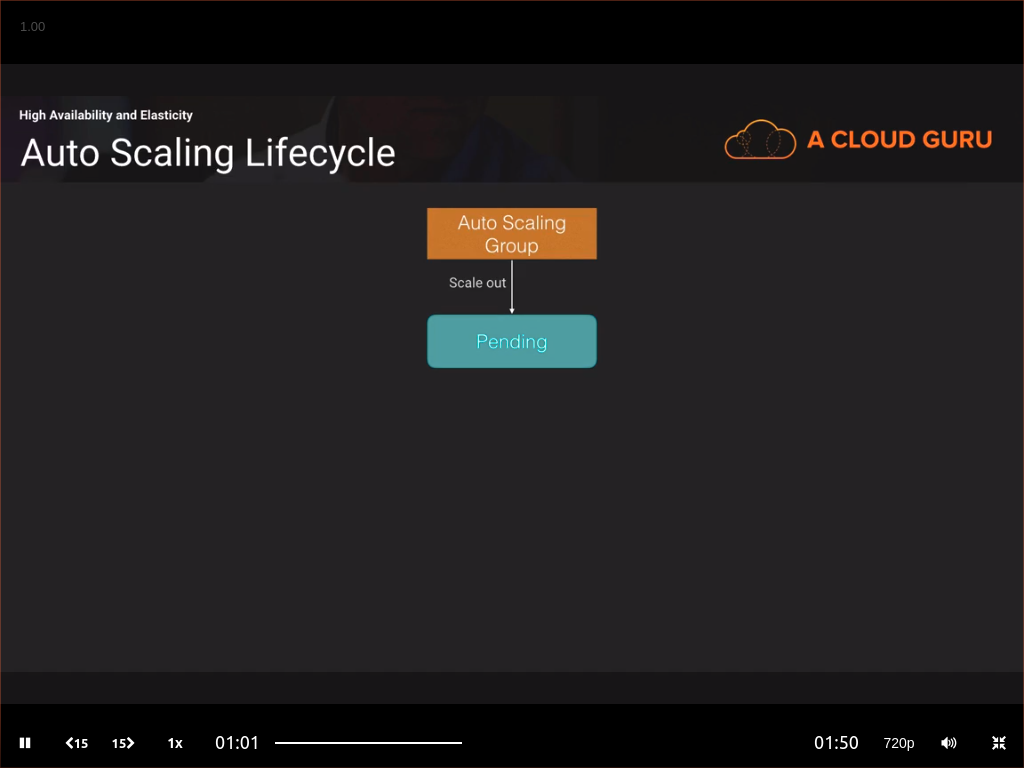 1.00
High Availability and Elasticity
Auto Scaling Lifecycle
A CLOUD GURU
Auto Scaling
Group
Scale out
Pending
15
15
1x
01:01
01:50
720p